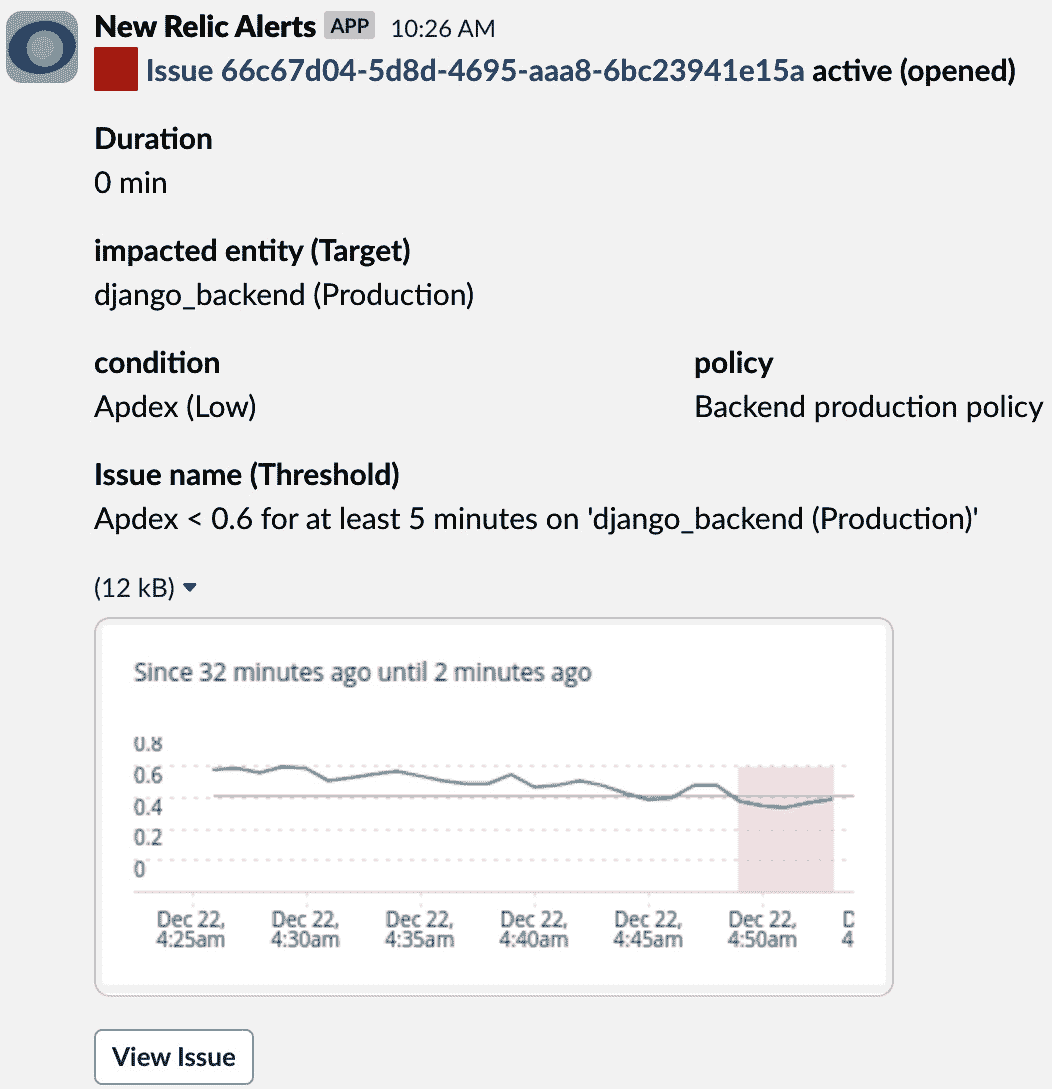 New Relic Alerts APP 10:26 AM
Issue 66c67d04-5d8d-4695-aaa8-6bc23941e15a active (opened)
Duration
0 min
impacted entity (Target)
django_backend (Production)
condition policy
Apdex (Low) Backend production policy
Issue name (Threshold)
Apdex < 0.6 for at least 5 minutes on 'django_backend (Production)'
(12 kB)
Since 32 minutes ago until 2 minutes ago
0.8
0.6
0.4
0.2
0
Dec 22, Dec 22, Dec 22, Dec 22, Dec 22, Dec 22, D
4:25am 4:30am 4:35am 4:40am 4:45am 4:50am 4
View Issue